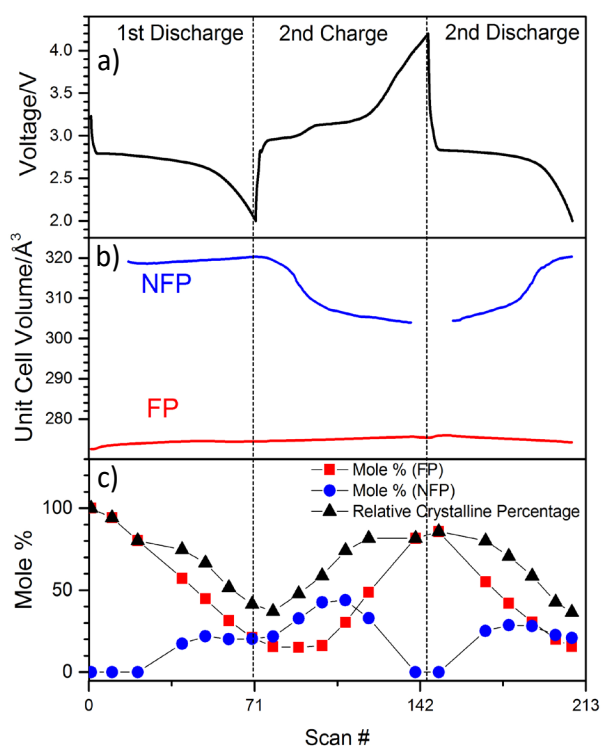 1st Discharge 2nd Charge 2nd Discharge
a)
4.0
3.5
3.0
2.5
2.0
Voltage/V
b)
320
310
300
280
270
NFP
FP
Unit Cell Volume/Å3
c)
Mole % (FP)
Mole % (NFP)
Relative Crystalline Percentage
100
50
0
Mole %
0 71 142 213
Scan #